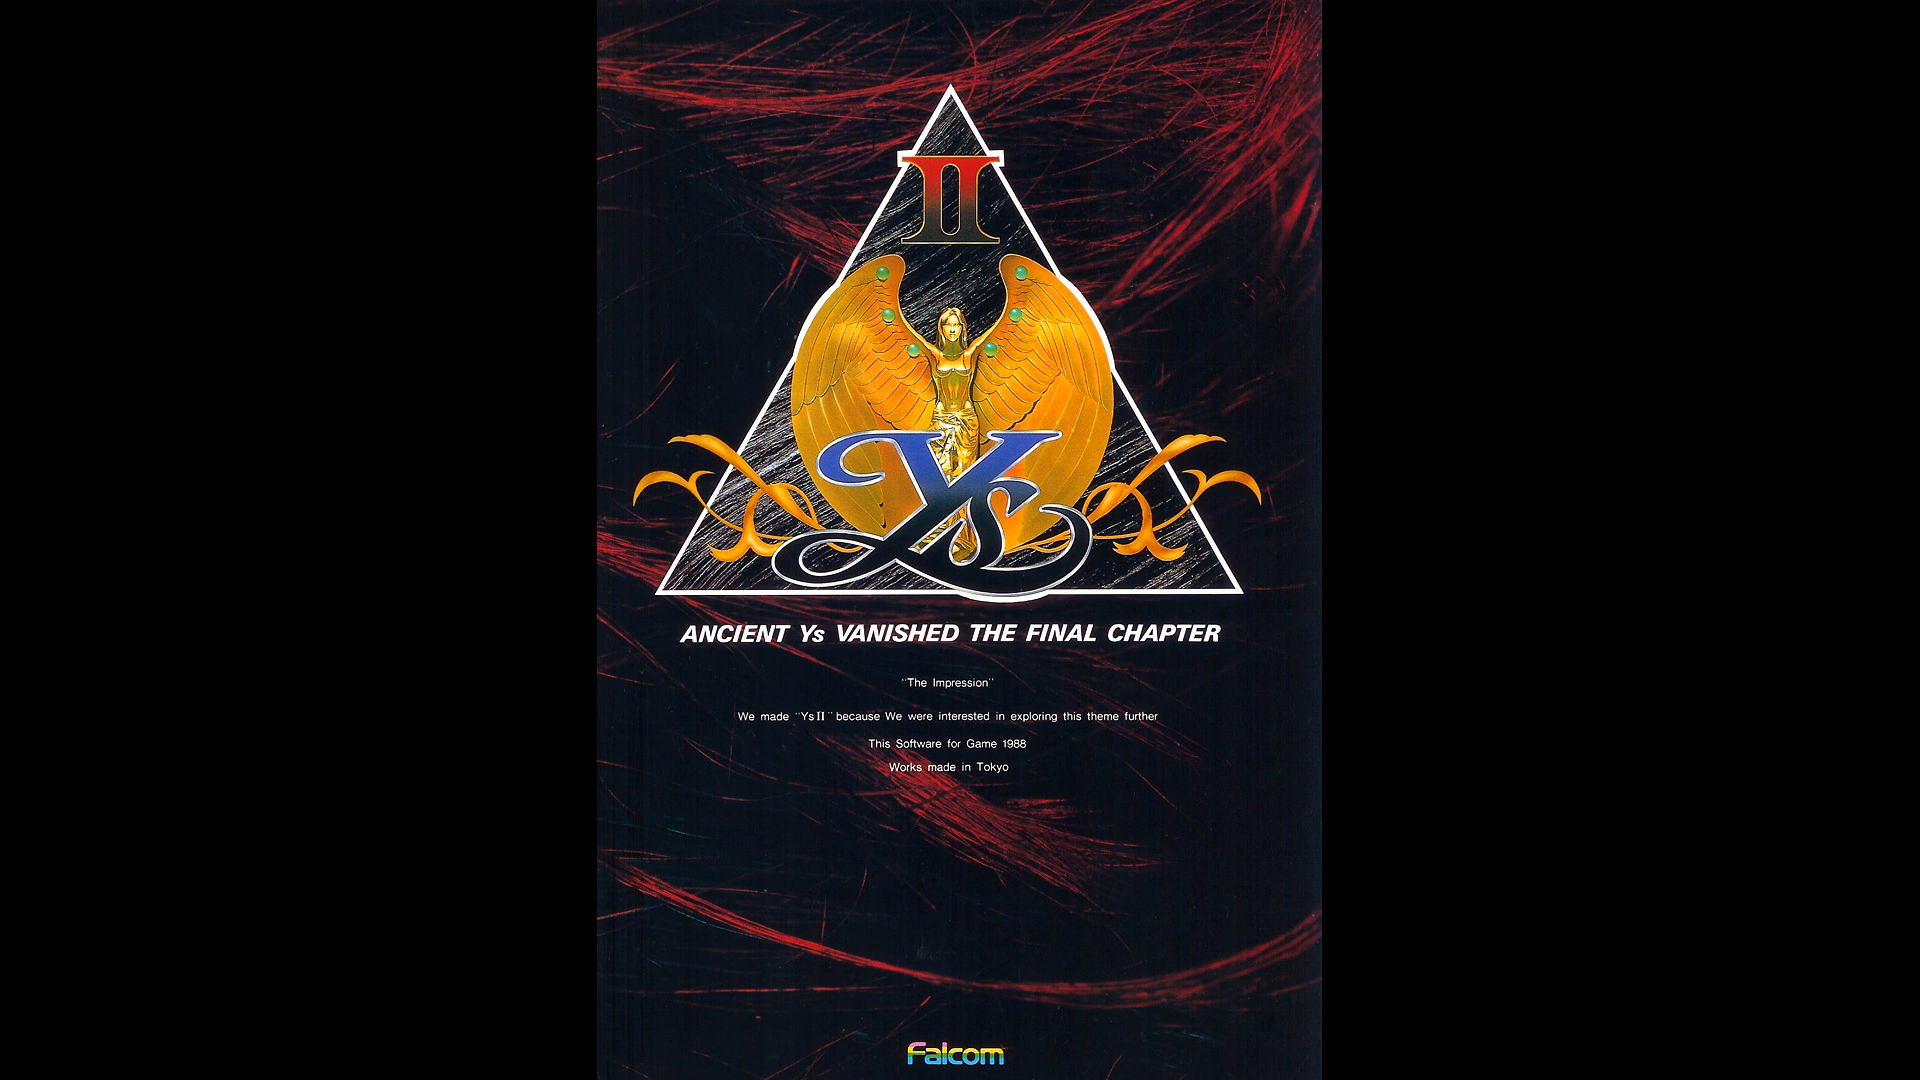 II
Ys
ANCIENT Ys VANISHED THE FINAL CHAPTER
"The Impression"
We made "Ys II" because We were interested in exploring this theme further
This Software for Game 1988
Works made in Tokyo
Falcom